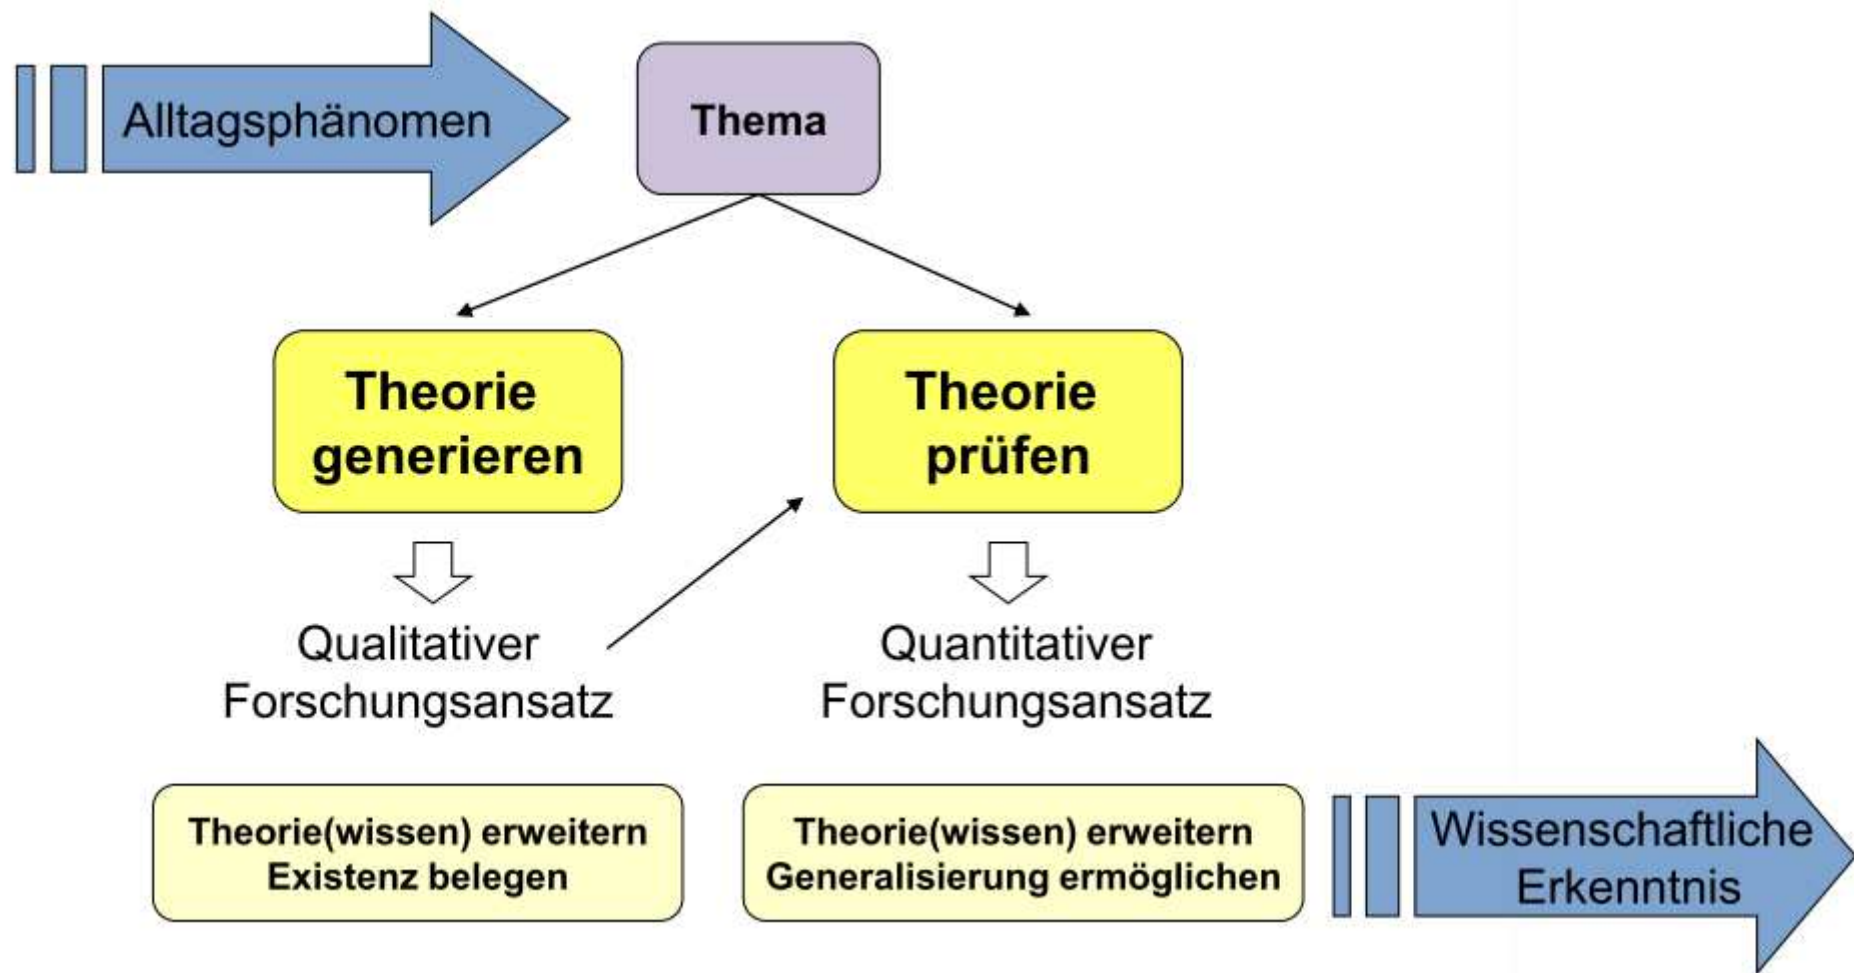 Alltagsphänomen
Thema
Theorie
generieren
Theorie
prüfen
Qualitativer
Forschungsansatz
Quantitativer
Forschungsansatz
Theorie(wissen) erweitern
Existenz belegen
Theorie(wissen) erweitern
Generalisierung ermöglichen
Wissenschaftliche
Erkenntnis